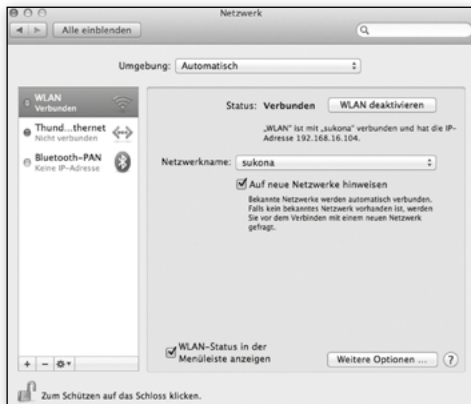 Netzwerk
Alle einblenden
Umgebung: Automatisch
WLAN
Verbunden
Thund...thernet
Nicht verbunden
Bluetooth-PAN
Keine IP-Adresse
Status: Verbunden WLAN deaktivieren
„WLAN“ ist mit „sukona“ verbunden und hat die IP-
Adresse 192.168.16.104.
Netzwerkname: sukona
Auf neue Netzwerke hinweisen
Bekannte Netzwerke werden automatisch verbunden.
Falls kein bekanntes Netzwerk vorhanden ist, werden
Sie vor dem Verbinden mit einem neuen Netzwerk
gefragt.
WLAN-Status in der
Menüleiste anzeigen
Weitere Optionen ... ?
Zum Schützen auf das Schloss klicken.